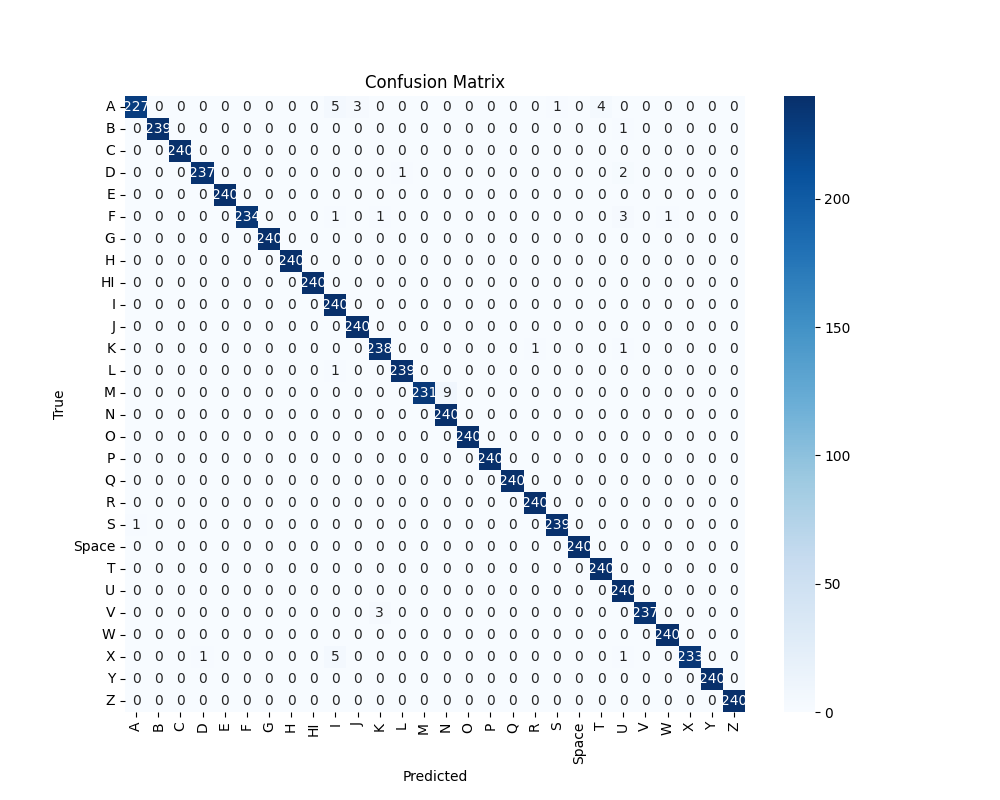 Confusion Matrix
A 227 0 0 0 0 0 0 0 0 5 3 0 0 0 0 0 0 0 0 1 0 4 0 0 0 0 0 0
B 0 239 0 0 0 0 0 0 0 0 0 0 0 0 0 0 0 0 0 0 0 0 1 0 0 0 0 0
C 0 0 240 0 0 0 0 0 0 0 0 0 0 0 0 0 0 0 0 0 0 0 0 0 0 0 0 0
D 0 0 0 237 0 0 0 0 0 0 0 0 1 0 0 0 0 0 0 0 0 0 2 0 0 0 0 0
E 0 0 0 0 240 0 0 0 0 0 0 0 0 0 0 0 0 0 0 0 0 0 0 0 0 0 0 0
F 0 0 0 0 0 234 0 0 0 1 0 1 0 0 0 0 0 0 0 0 0 0 3 0 1 0 0 0
G 0 0 0 0 0 0 240 0 0 0 0 0 0 0 0 0 0 0 0 0 0 0 0 0 0 0 0 0
H 0 0 0 0 0 0 0 240 0 0 0 0 0 0 0 0 0 0 0 0 0 0 0 0 0 0 0 0
HI 0 0 0 0 0 0 0 0 240 0 0 0 0 0 0 0 0 0 0 0 0 0 0 0 0 0 0 0
I 0 0 0 0 0 0 0 0 0 240 0 0 0 0 0 0 0 0 0 0 0 0 0 0 0 0 0 0
J 0 0 0 0 0 0 0 0 0 0 240 0 0 0 0 0 0 0 0 0 0 0 0 0 0 0 0 0
K 0 0 0 0 0 0 0 0 0 0 0 238 0 0 0 0 0 0 1 0 0 0 1 0 0 0 0 0
L 0 0 0 0 0 0 0 0 0 1 0 0 239 0 0 0 0 0 0 0 0 0 0 0 0 0 0 0
M 0 0 0 0 0 0 0 0 0 0 0 0 0 231 9 0 0 0 0 0 0 0 0 0 0 0 0 0
N 0 0 0 0 0 0 0 0 0 0 0 0 0 0 240 0 0 0 0 0 0 0 0 0 0 0 0 0
O 0 0 0 0 0 0 0 0 0 0 0 0 0 0 0 240 0 0 0 0 0 0 0 0 0 0 0 0
P 0 0 0 0 0 0 0 0 0 0 0 0 0 0 0 0 240 0 0 0 0 0 0 0 0 0 0 0
Q 0 0 0 0 0 0 0 0 0 0 0 0 0 0 0 0 0 240 0 0 0 0 0 0 0 0 0 0
R 0 0 0 0 0 0 0 0 0 0 0 0 0 0 0 0 0 0 240 0 0 0 0 0 0 0 0 0
S 1 0 0 0 0 0 0 0 0 0 0 0 0 0 0 0 0 0 0 239 0 0 0 0 0 0 0 0
Space 0 0 0 0 0 0 0 0 0 0 0 0 0 0 0 0 0 0 0 0 240 0 0 0 0 0 0 0
T 0 0 0 0 0 0 0 0 0 0 0 0 0 0 0 0 0 0 0 0 0 240 0 0 0 0 0 0
U 0 0 0 0 0 0 0 0 0 0 0 0 0 0 0 0 0 0 0 0 0 0 240 0 0 0 0 0
V 0 0 0 0 0 0 0 0 0 0 0 3 0 0 0 0 0 0 0 0 0 0 0 237 0 0 0 0
W 0 0 0 0 0 0 0 0 0 0 0 0 0 0 0 0 0 0 0 0 0 0 0 0 240 0 0 0
X 0 0 0 1 0 0 0 0 0 5 0 0 0 0 0 0 0 0 0 0 0 0 1 0 0 233 0 0
Y 0 0 0 0 0 0 0 0 0 0 0 0 0 0 0 0 0 0 0 0 0 0 0 0 0 0 240 0
Z 0 0 0 0 0 0 0 0 0 0 0 0 0 0 0 0 0 0 0 0 0 0 0 0 0 0 0 240
A B C D E F G H HI I J K L M N O P Q R S Space T U V W X Y Z
Predicted
True
200
150
100
50
0